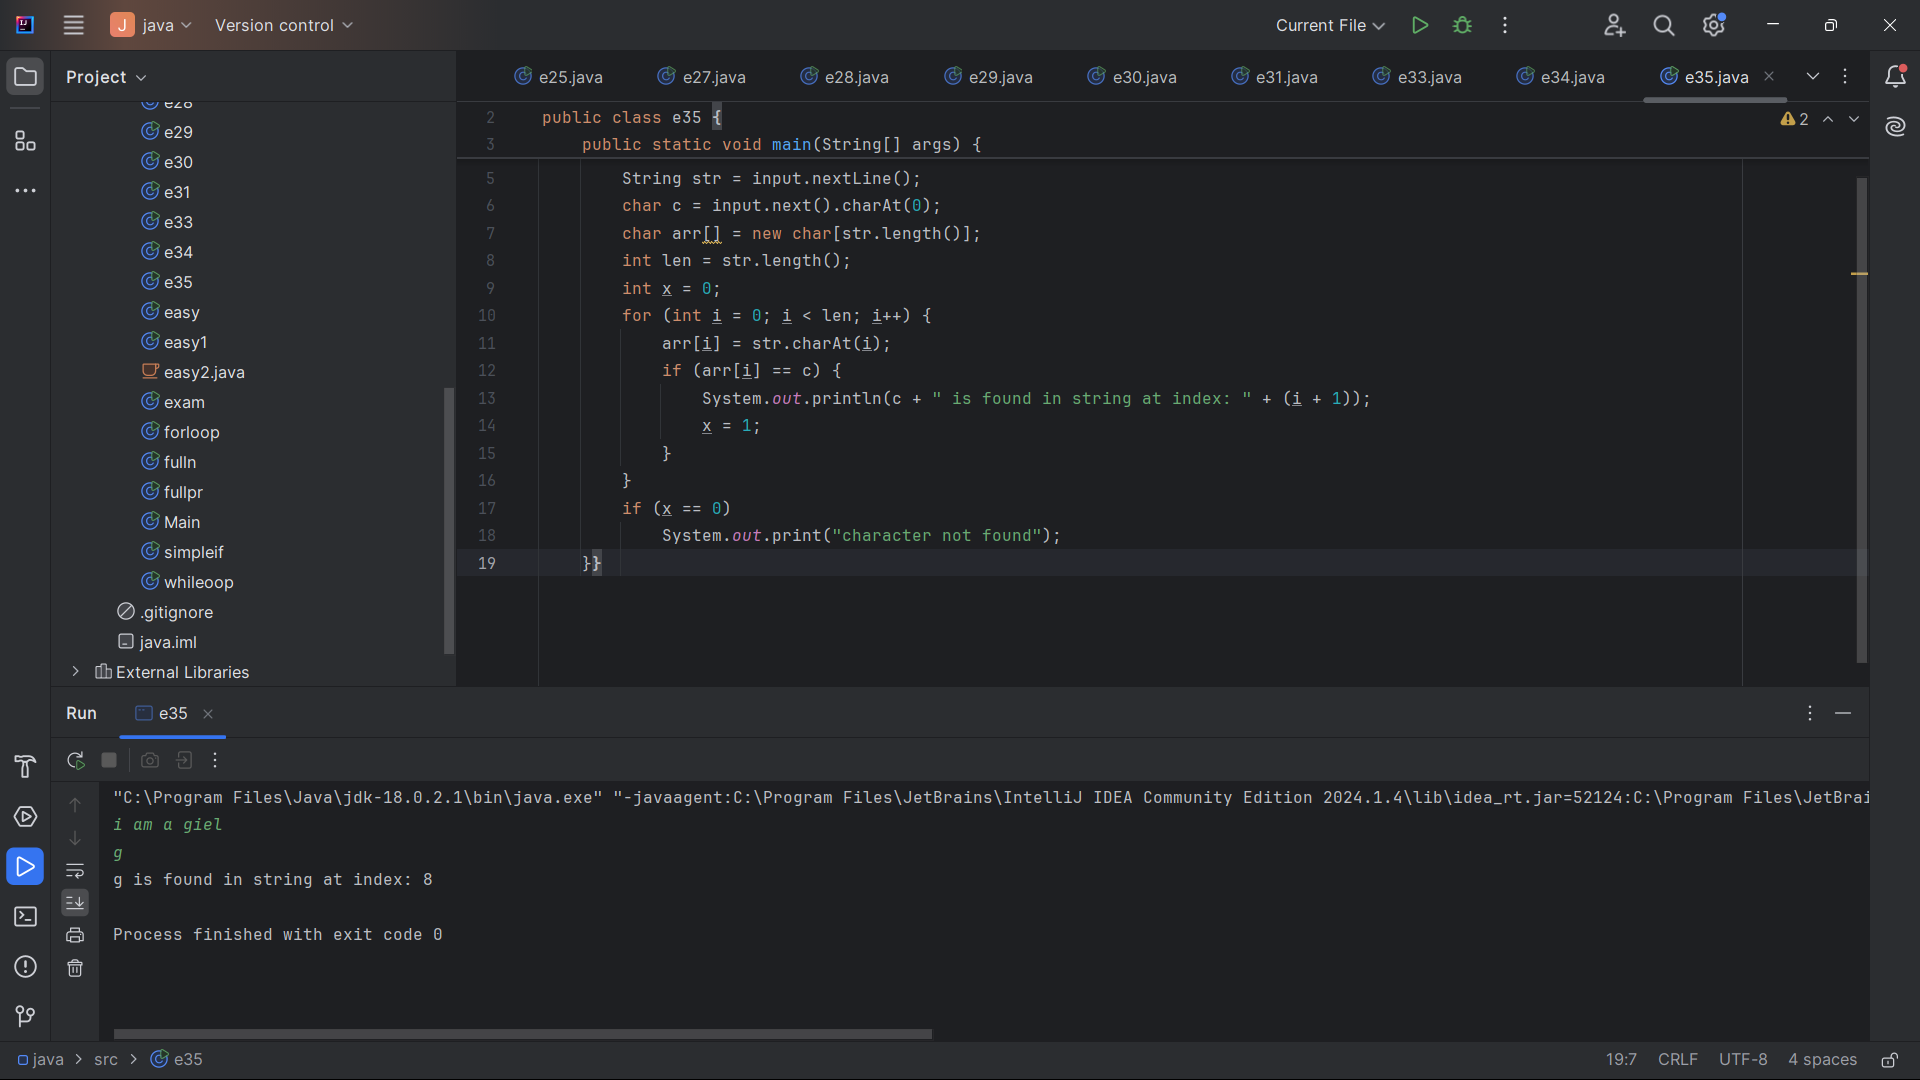 J java Version control Current File
Project
e25.java e27.java e28.java e29.java e30.java e31.java e33.java e34.java e35.java
e28
e29
e30
e31
e33
e34
e35
easy
easy1
easy2.java
exam
forloop
fulln
fullpr
Main
simpleif
whileoop
.gitignore
java.iml
External Libraries
2
2 public class e35 {
3 public static void main(String[] args) {
5 String str = input.nextLine();
6 char c = input.next().charAt(0);
7 char arr[] = new char[str.length()];
8 int len = str.length();
9 int x = 0;
10 for (int i = 0; i < len; i++) {
11 arr[i] = str.charAt(i);
12 if (arr[i] == c) {
13 System.out.println(c + " is found in string at index: " + (i + 1));
14 x = 1;
15 }
16 }
17 if (x == 0)
18 System.out.print("character not found");
19 }}
Run e35
"C:\Program Files\Java\jdk-18.0.2.1\bin\java.exe" "-javaagent:C:\Program Files\JetBrains\IntelliJ IDEA Community Edition 2024.1.4\lib\idea_rt.jar=52124:C:\Program Files\JetBrai
i am a giel
g
g is found in string at index: 8
Process finished with exit code 0
java > src > e35 19:7 CRLF UTF-8 4 spaces